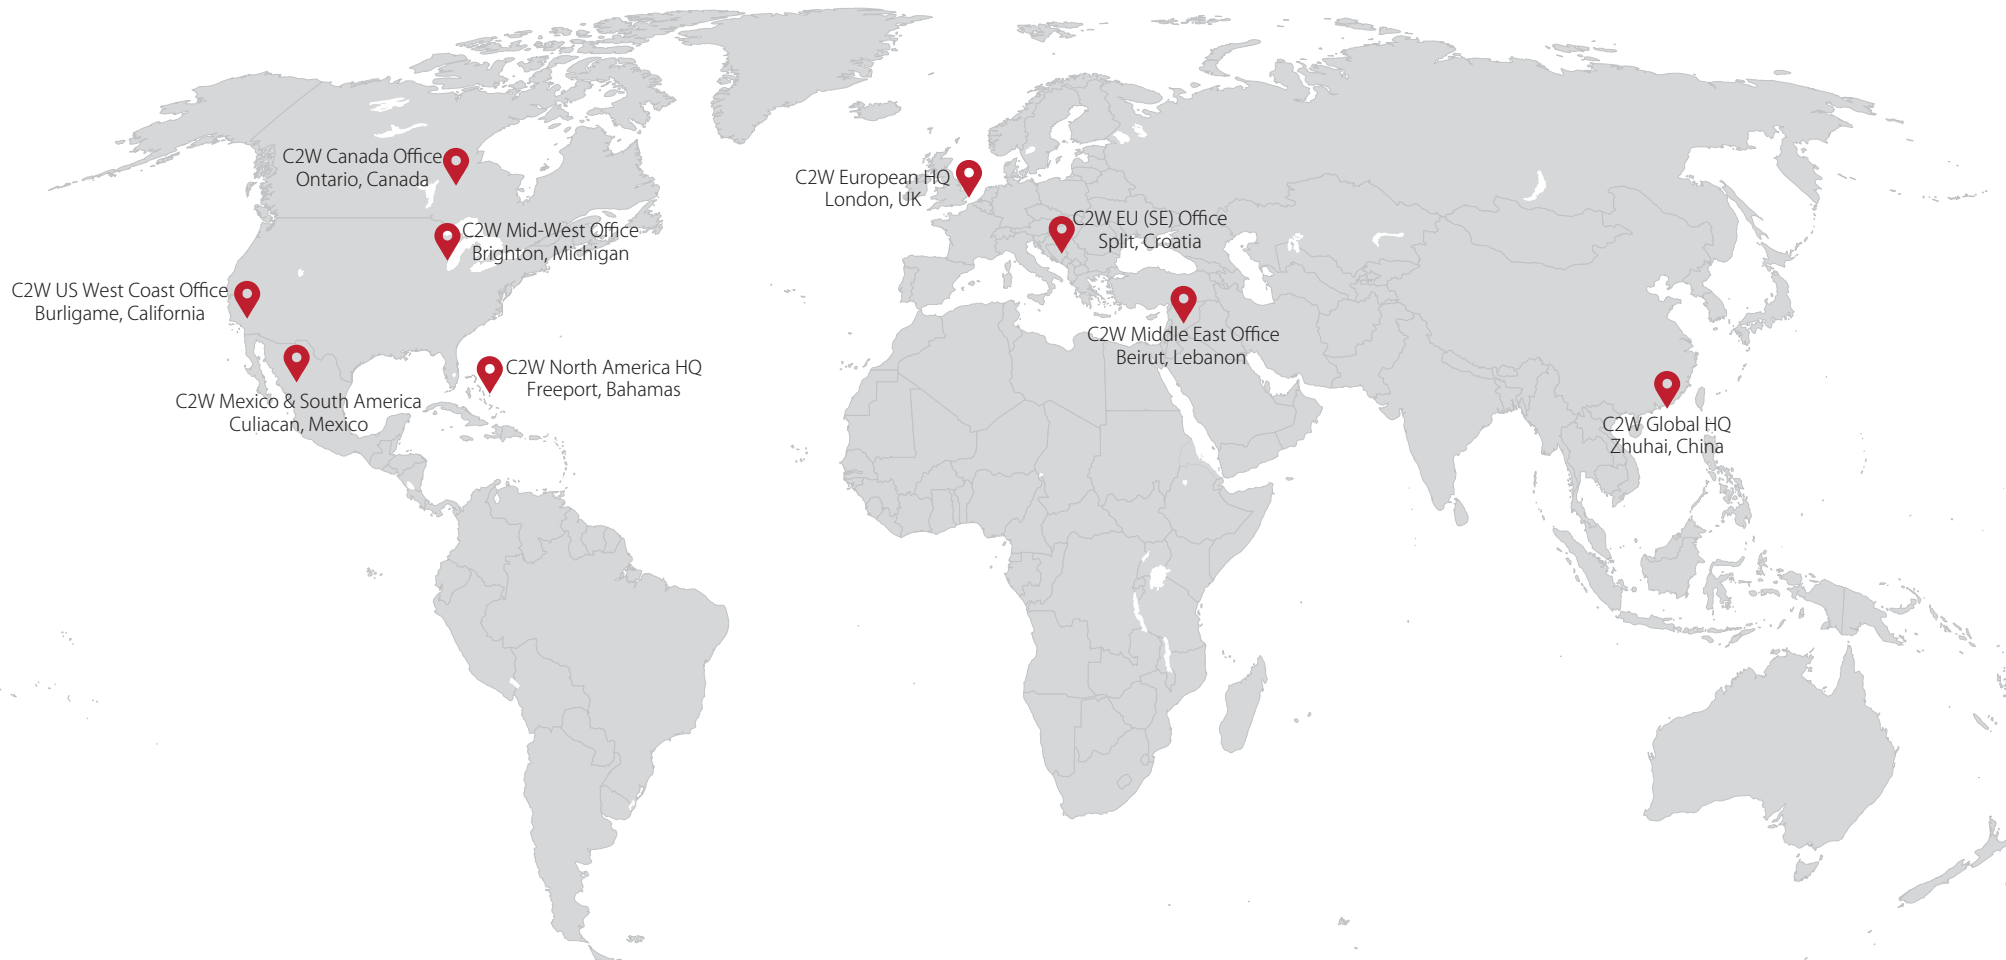 C2W Canada Office
Ontario, Canada
C2W European HQ
London, UK
C2W EU (SE) Office
Split, Croatia
C2W Mid-West Office
Brighton, Michigan
C2W US West Coast Office
Burligame, California
C2W Middle East Office
Beirut, Lebanon
C2W North America HQ
Freeport, Bahamas
C2W Mexico & South America
Culiacan, Mexico
C2W Global HQ
Zhuhai, China